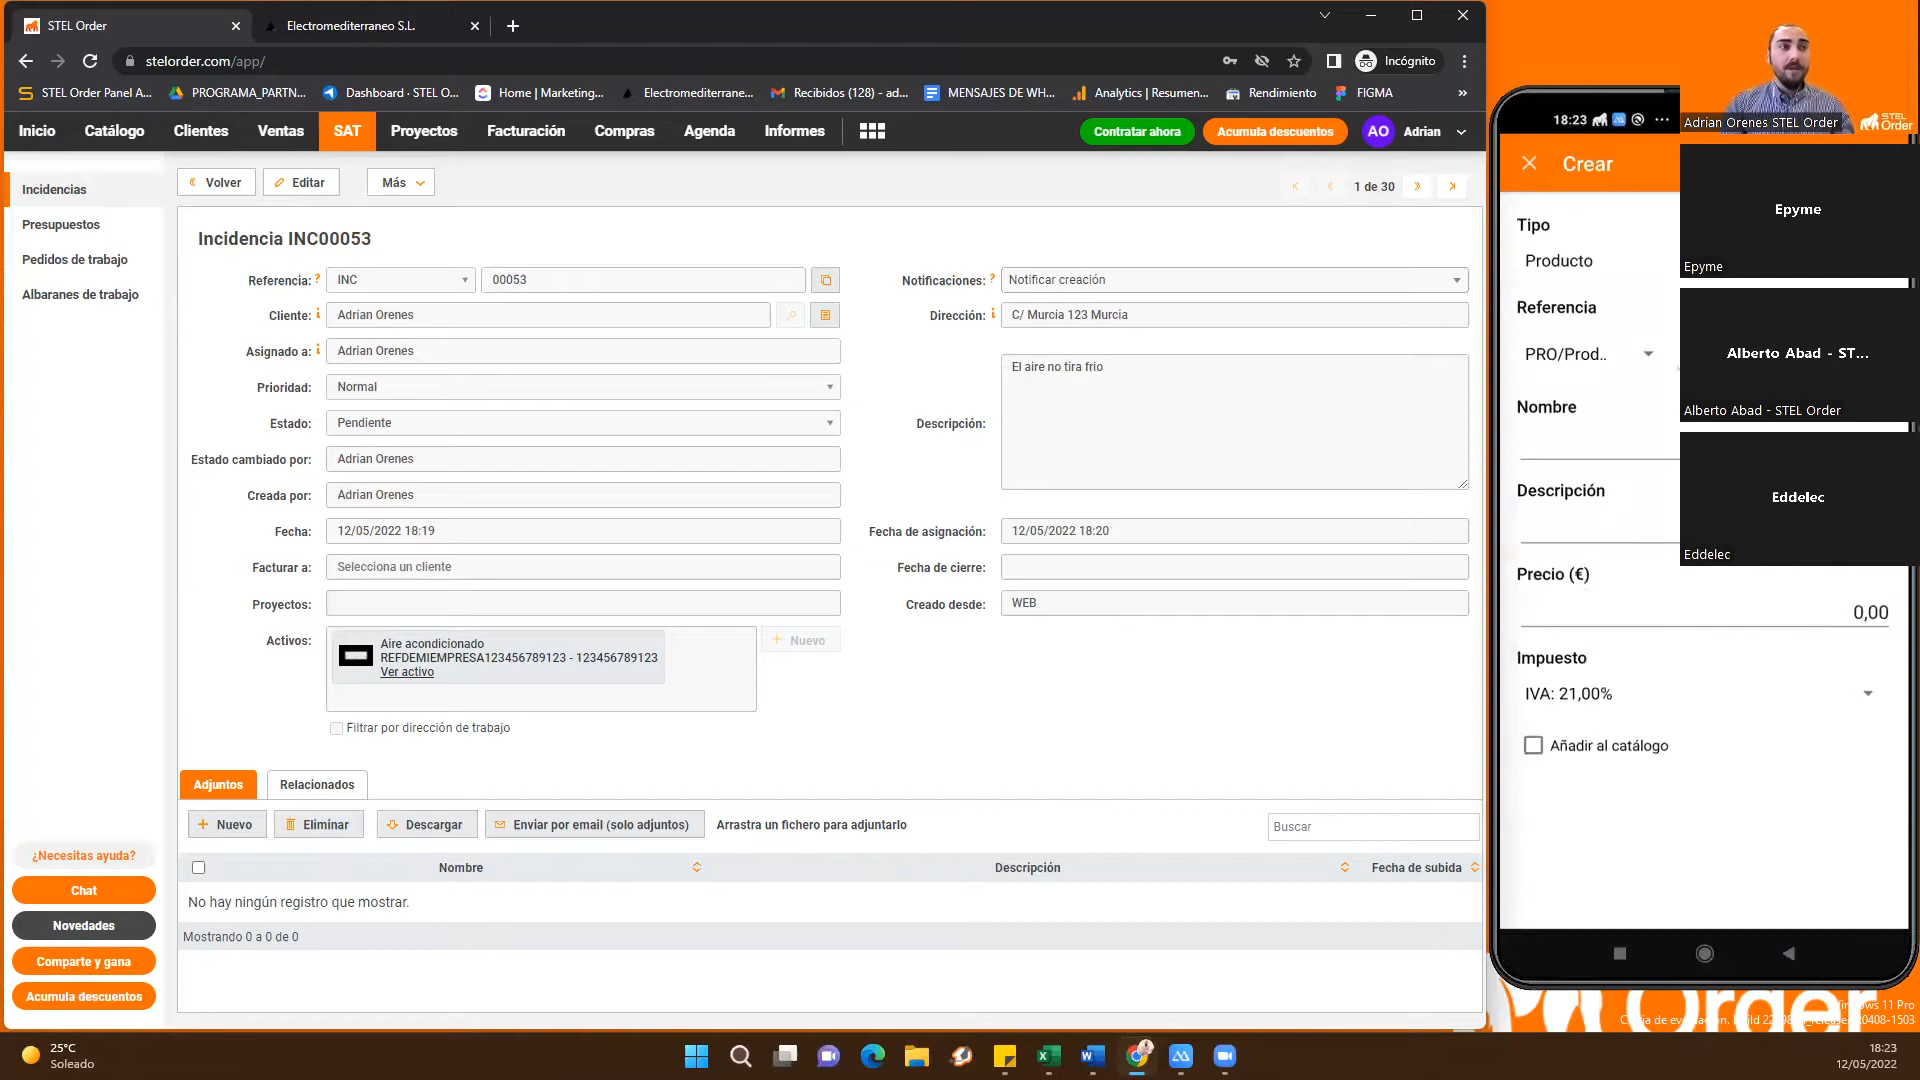 STEL Order
Electromediterraneo S.L.
stelorder.com/app/
Incógnito
STEL Order Panel A...
PROGRAMA_PARTN...
Dashboard · STEL O...
Home | Marketing...
Electromediterrane...
Recibidos (128) - ad...
MENSAJES DE WH...
Analytics | Resumen...
Rendimiento
FIGMA
»
Inicio
Catálogo
Clientes
Ventas
SAT
Proyectos
Facturación
Compras
Agenda
Informes
Contratar ahora
Acumula descuentos
AO
Adrian
Incidencias
Presupuestos
Pedidos de trabajo
Albaranes de trabajo
Volver
Editar
Más
1 de 30
Incidencia INC00053
Referencia: ?
INC
00053
Notificaciones: ?
Notificar creación
Cliente: i
Adrian Orenes
Dirección: i
C/ Murcia 123 Murcia
Asignado a: i
Adrian Orenes
Prioridad:
Normal
Descripción:
El aire no tira frio
Estado:
Pendiente
Estado cambiado por:
Adrian Orenes
Creada por:
Adrian Orenes
Fecha:
12/05/2022 18:19
Fecha de asignación:
12/05/2022 18:20
Facturar a:
Selecciona un cliente
Fecha de cierre:
Proyectos:
Creado desde:
WEB
Activos:
Aire acondicionado
REFDEMIEMPRESA123456789123 - 123456789123
Ver activo
+ Nuevo
Filtrar por dirección de trabajo
Adjuntos
Relacionados
+ Nuevo
Eliminar
Descargar
Enviar por email (solo adjuntos)
Arrastra un fichero para adjuntarlo
Buscar
Nombre
Descripción
Fecha de subida
No hay ningún registro que mostrar.
Mostrando 0 a 0 de 0
¿Necesitas ayuda?
Chat
Novedades
Comparte y gana
Acumula descuentos
18:23
Crear
Tipo
Producto
Referencia
PRO/Prod..
Nombre
Descripción
Precio (€)
0,00
Impuesto
IVA: 21,00%
Añadir al catálogo
Adrian Orenes STEL Order
STEL
Order
Epyme
Epyme
Alberto Abad - ST...
Alberto Abad - STEL Order
Eddelec
Eddelec
Order
11 Pro
25°C
Soleado
18:23
12/05/2022